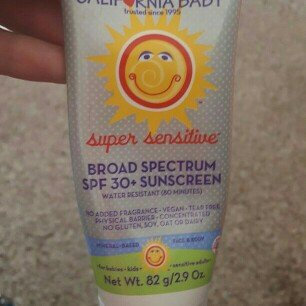 CALIFORNIA BABY
trusted since 1995
super sensitive
BROAD SPECTRUM
SPF 30+ SUNSCREEN
WATER RESISTANT (80 MINUTES)
NO ADDED FRAGRANCE • VEGAN • TEAR FREE
PHYSICAL BARRIER • CONCENTRATED
NO GLUTEN, SOY, OAT OR DAIRY
MINERAL-BASED
FACE & BODY
• for babies • kids •
• sensitive adults •
Net Wt. 82 g/2.9 Oz.